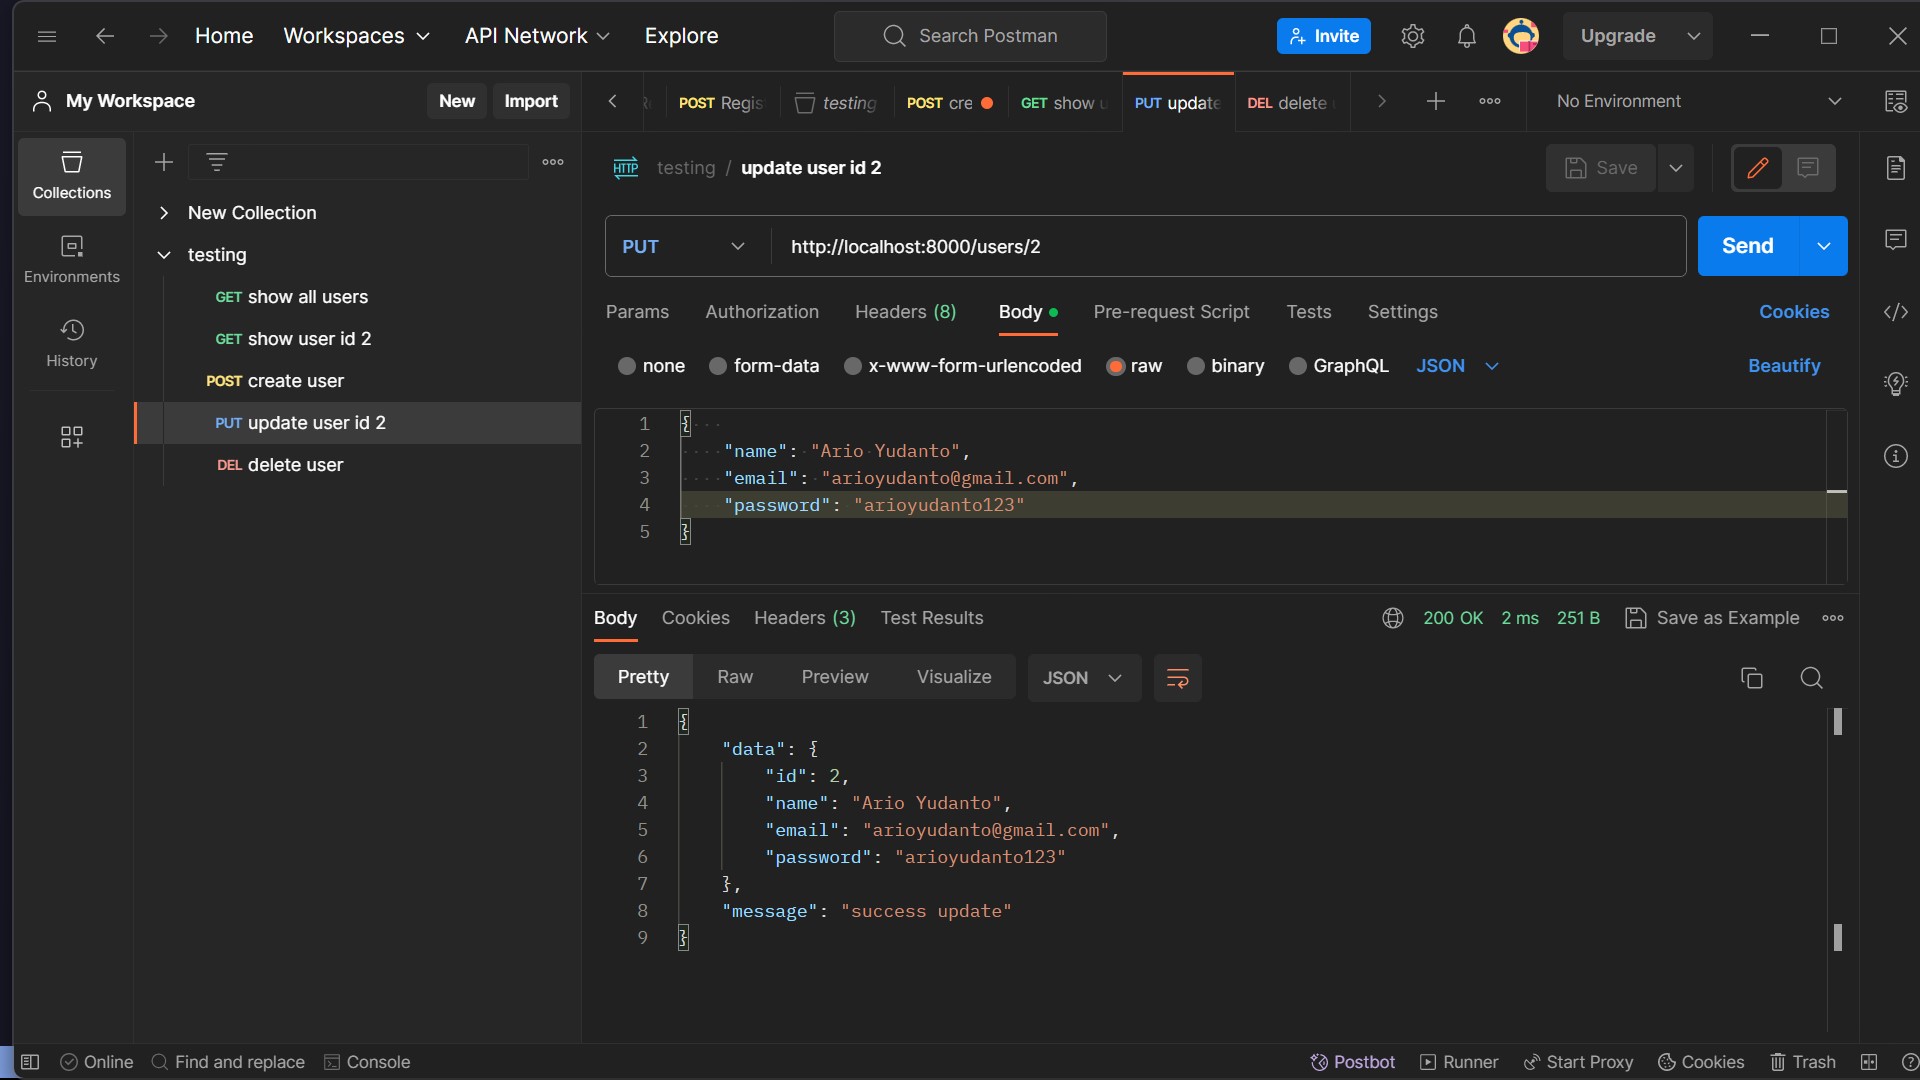 Home
Workspaces
API Network
Explore
Search Postman
Invite
Upgrade
My Workspace
New
Import
POST Regis
testing
POST cre
GET show u
PUT update
DEL delete
No Environment
Collections
Environments
History
New Collection
testing
GET show all users
GET show user id 2
POST create user
PUT update user id 2
DEL delete user
HTTP testing / update user id 2
Save
PUT
http://localhost:8000/users/2
Send
Params
Authorization
Headers (8)
Body
Pre-request Script
Tests
Settings
Cookies
none
form-data
x-www-form-urlencoded
raw
binary
GraphQL
JSON
Beautify
1 {
2 "name": "Ario Yudanto",
3 "email": "arioyudanto@gmail.com",
4 "password": "arioyudanto123"
5 }
Body
Cookies
Headers (3)
Test Results
200 OK
2 ms
251 B
Save as Example
Pretty
Raw
Preview
Visualize
JSON
1 {
2 "data": {
3 "id": 2,
4 "name": "Ario Yudanto",
5 "email": "arioyudanto@gmail.com",
6 "password": "arioyudanto123"
7 },
8 "message": "success update"
9 }
Online
Find and replace
Console
Postbot
Runner
Start Proxy
Cookies
Trash